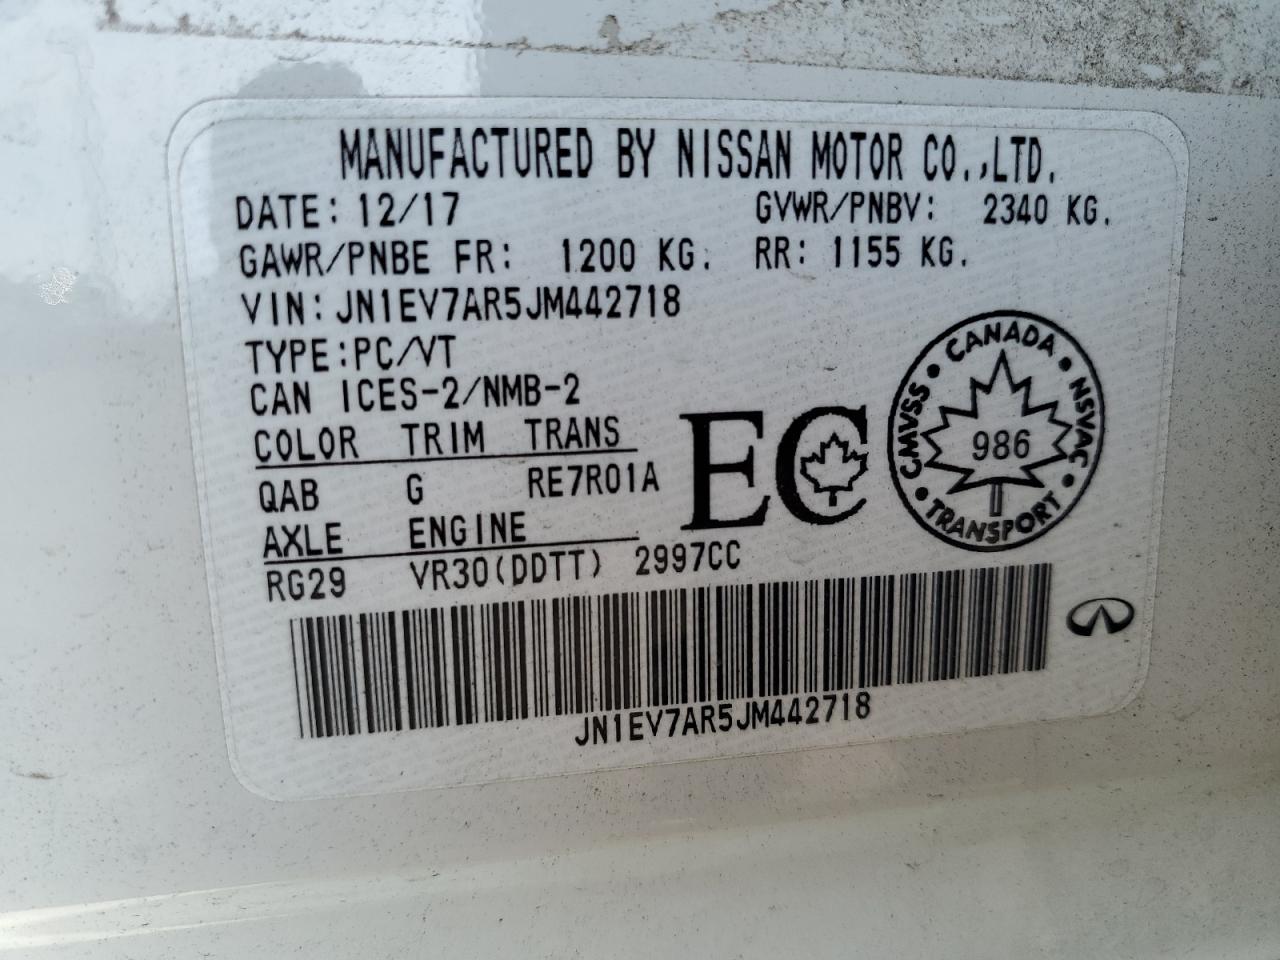 MANUFACTURED BY NISSAN MOTOR CO.,LTD.
DATE: 12/17 GVWR/PNBV: 2340 KG.
GAWR/PNBE FR: 1200 KG. RR: 1155 KG.
VIN: JN1EV7AR5JM442718
TYPE:PC/VT
CAN ICES-2/NMB-2
COLOR TRIM TRANS
QAB G RE7R01A
AXLE ENGINE
RG29 VR30(DDTT) 2997CC
EC
CANADA • NSVAC • TRANSPORT • CMVSS •
986
JN1EV7AR5JM442718